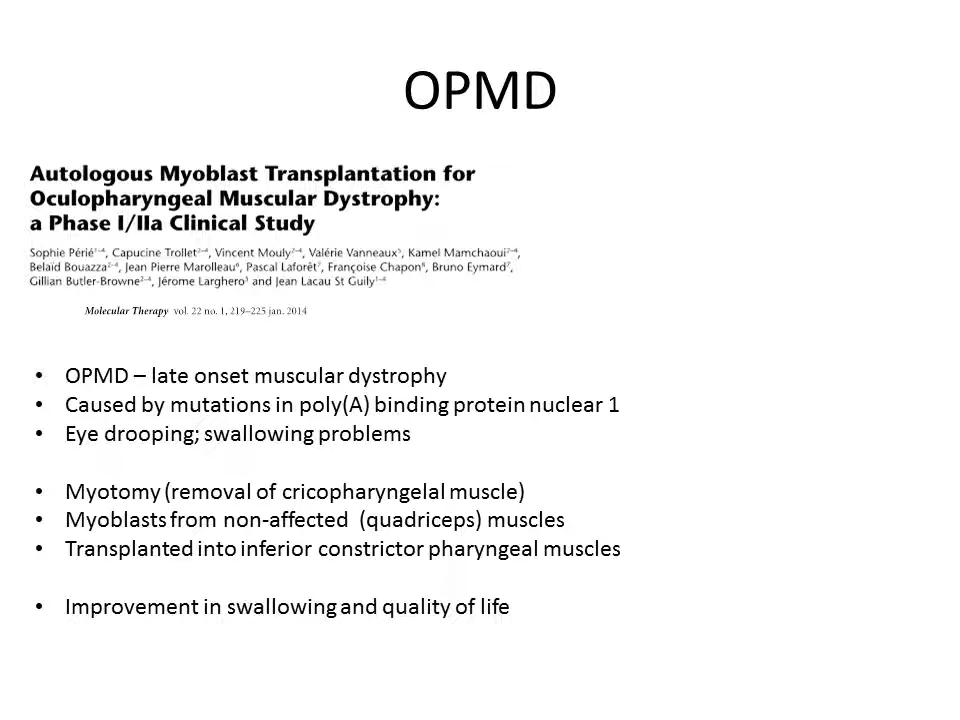 OPMD
Autologous Myoblast Transplantation for
Oculopharyngeal Muscular Dystrophy:
a Phase I/IIa Clinical Study
Sophie Périé¹⁻⁴, Capucine Trollet²⁻⁴, Vincent Mouly²⁻⁴, Valérie Vanneaux⁵, Kamel Mamchaoui²⁻⁴,
Belaïd Bouazza²⁻⁴, Jean Pierre Marolleau⁶, Pascal Laforêt⁷, Françoise Chapon⁸, Bruno Eymard⁷,
Gillian Butler-Browne²⁻⁴, Jérome Larghero⁵ and Jean Lacau St Guily¹⁻⁴
Molecular Therapy vol. 22 no. 1, 219–225 jan. 2014
• OPMD – late onset muscular dystrophy
• Caused by mutations in poly(A) binding protein nuclear 1
• Eye drooping; swallowing problems
• Myotomy (removal of cricopharyngelal muscle)
• Myoblasts from non-affected (quadriceps) muscles
• Transplanted into inferior constrictor pharyngeal muscles
• Improvement in swallowing and quality of life